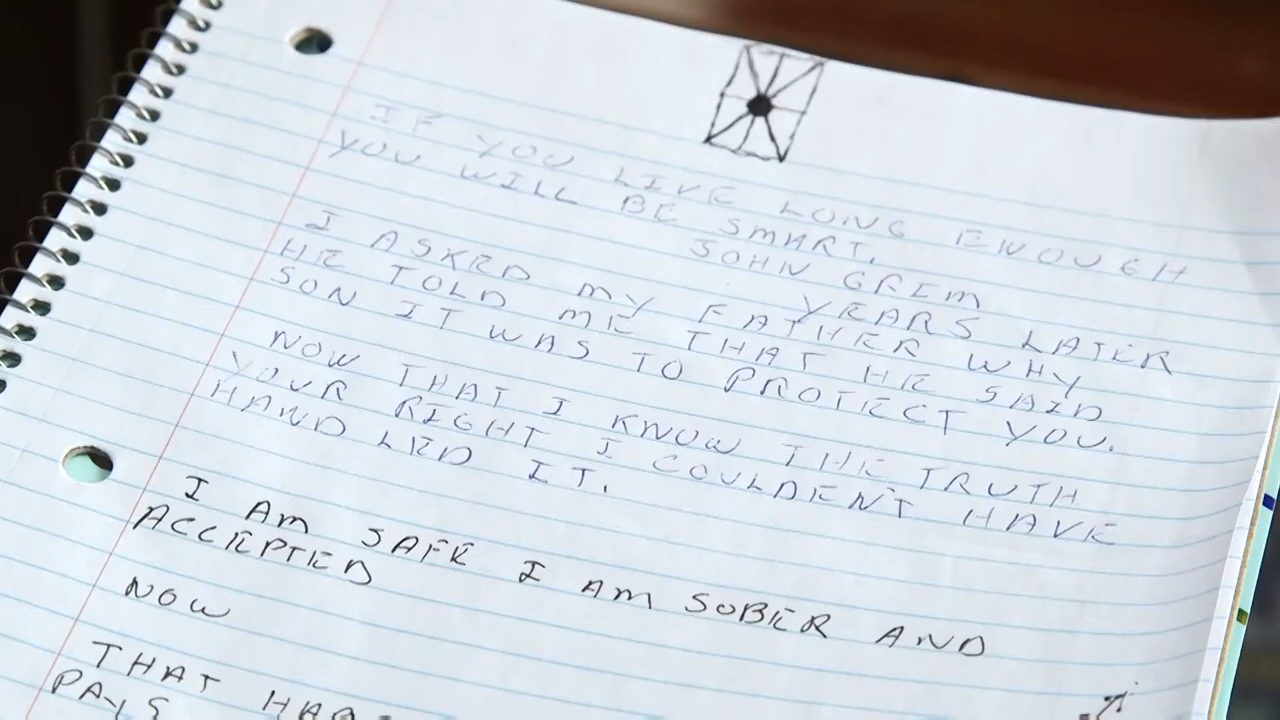 IF YOU LIVE LONG ENOUGH
YOU WILL BE SMART.
JOHN GRIM
YEARS LATER
I ASKED MY FATHER WHY
HE TOLD ME THAT HE SAID
SON IT WAS TO PROTECT YOU.
NOW THAT I KNOW THE TRUTH
YOUR RIGHT I COULDEN'T HAVE
HANDLED IT.
I AM SAFE I AM SOBER AND
ACCEPTED
NOW
THAT
PAYS